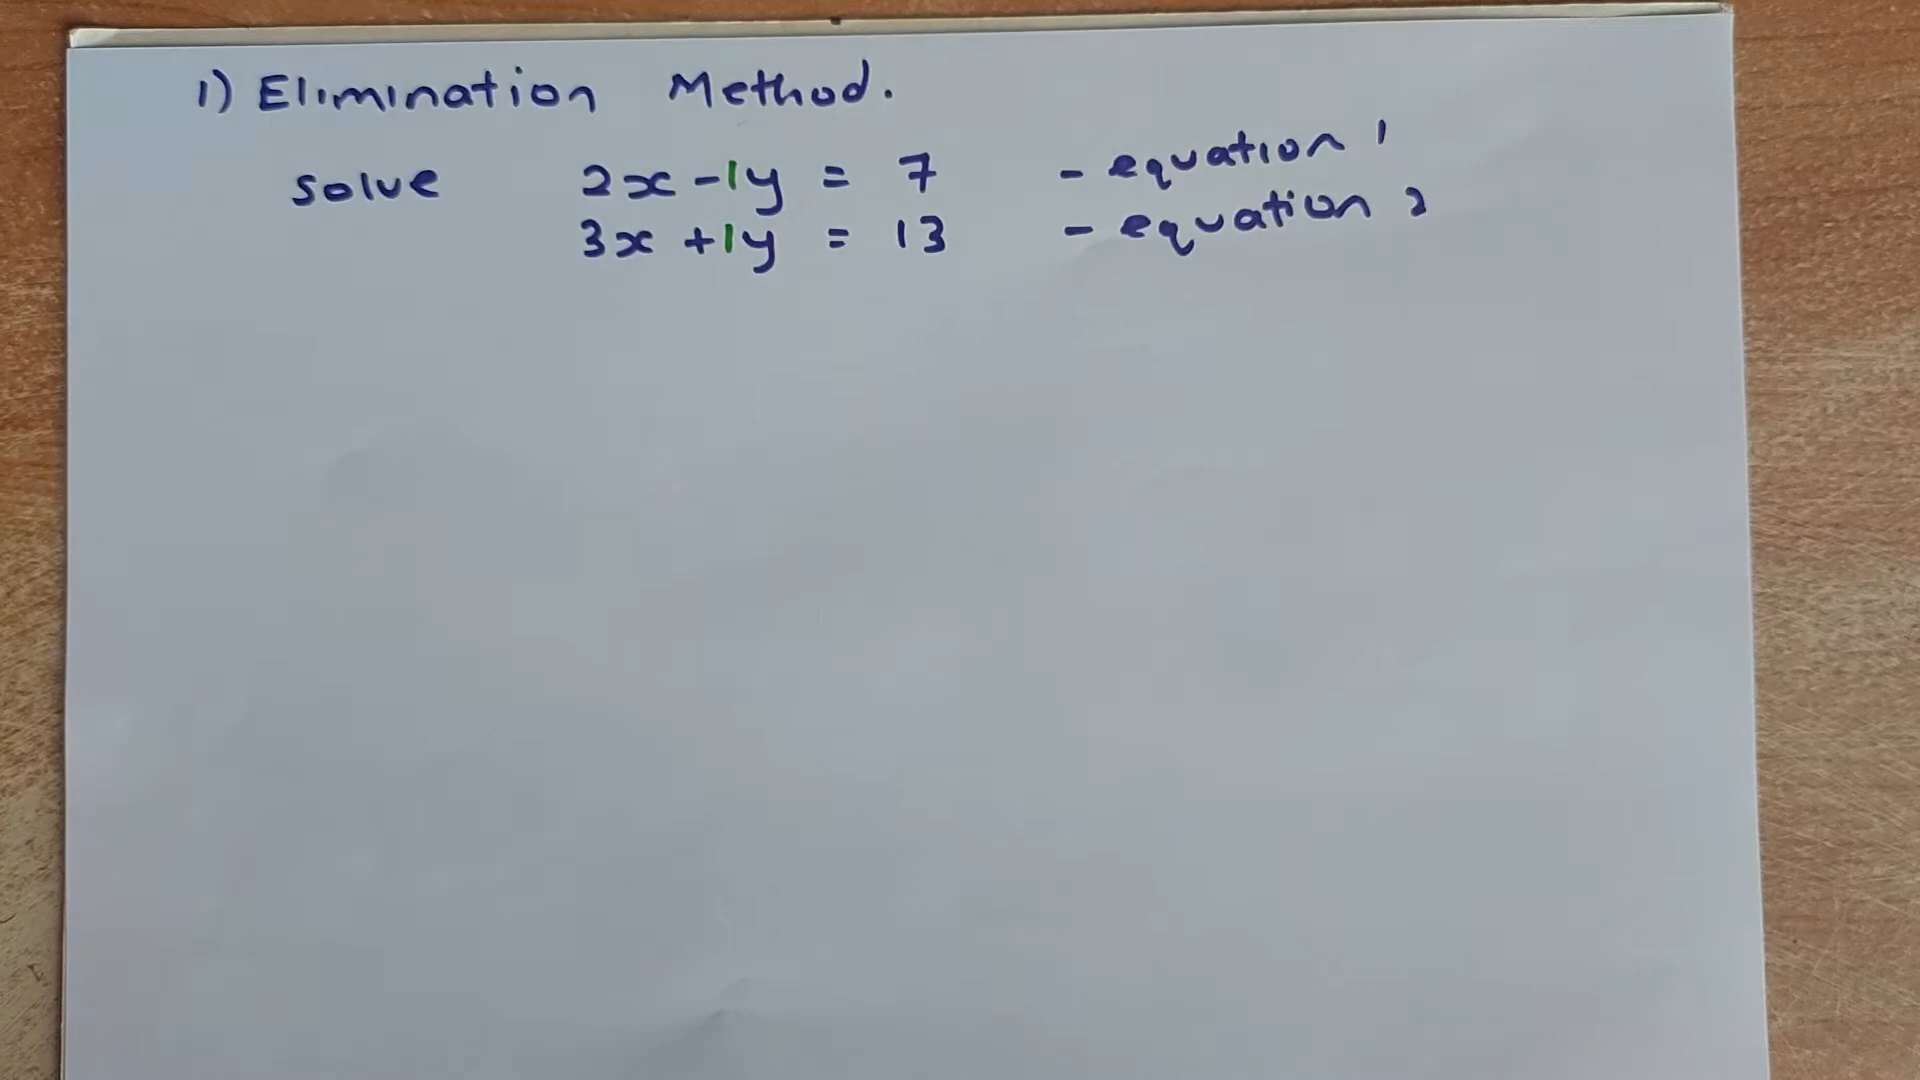 1) Elimination Method.
solve 2x -1y = 7 - equation 1
3x +1y = 13 - equation 2